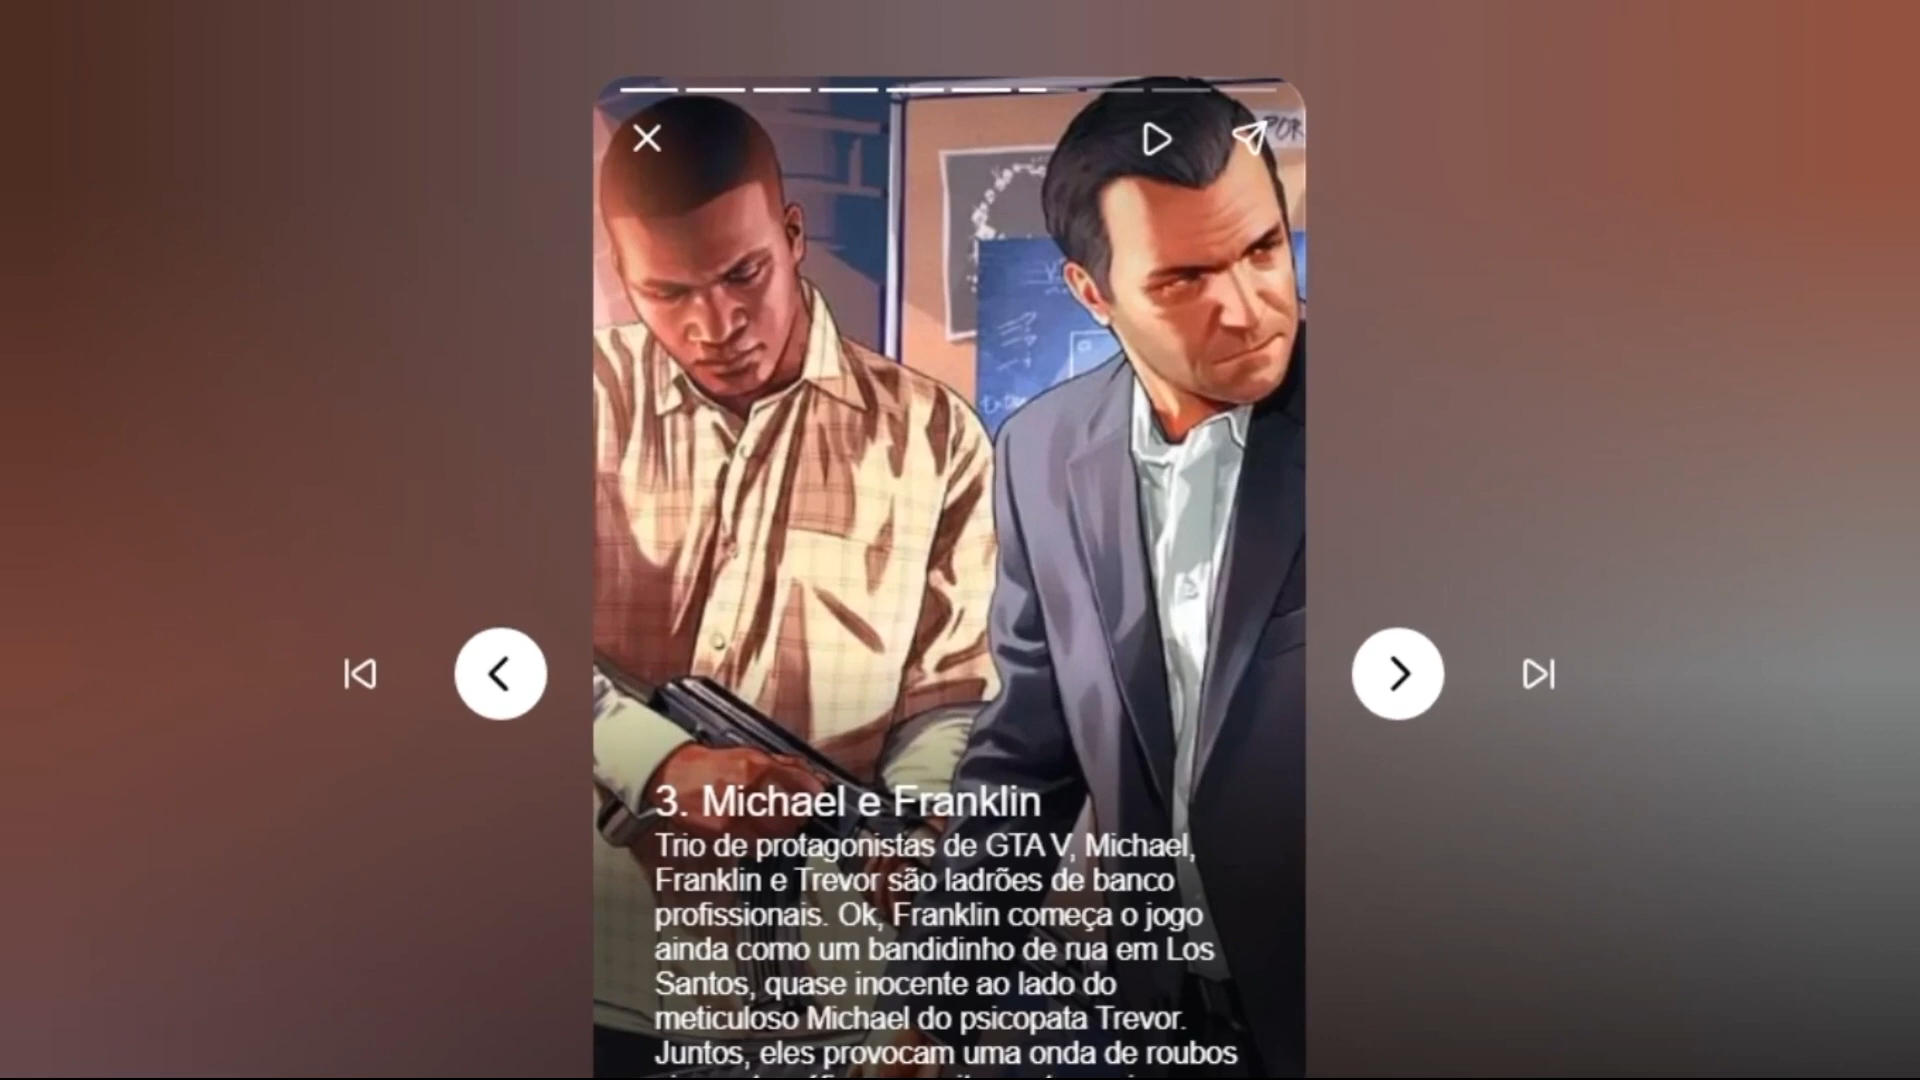 POR
3. Michael e Franklin
Trio de protagonistas de GTA V, Michael,
Franklin e Trevor são ladrões de banco
profissionais. Ok, Franklin começa o jogo
ainda como um bandidinho de rua em Los
Santos, quase inocente ao lado do
meticuloso Michael do psicopata Trevor.
Juntos, eles provocam uma onda de roubos